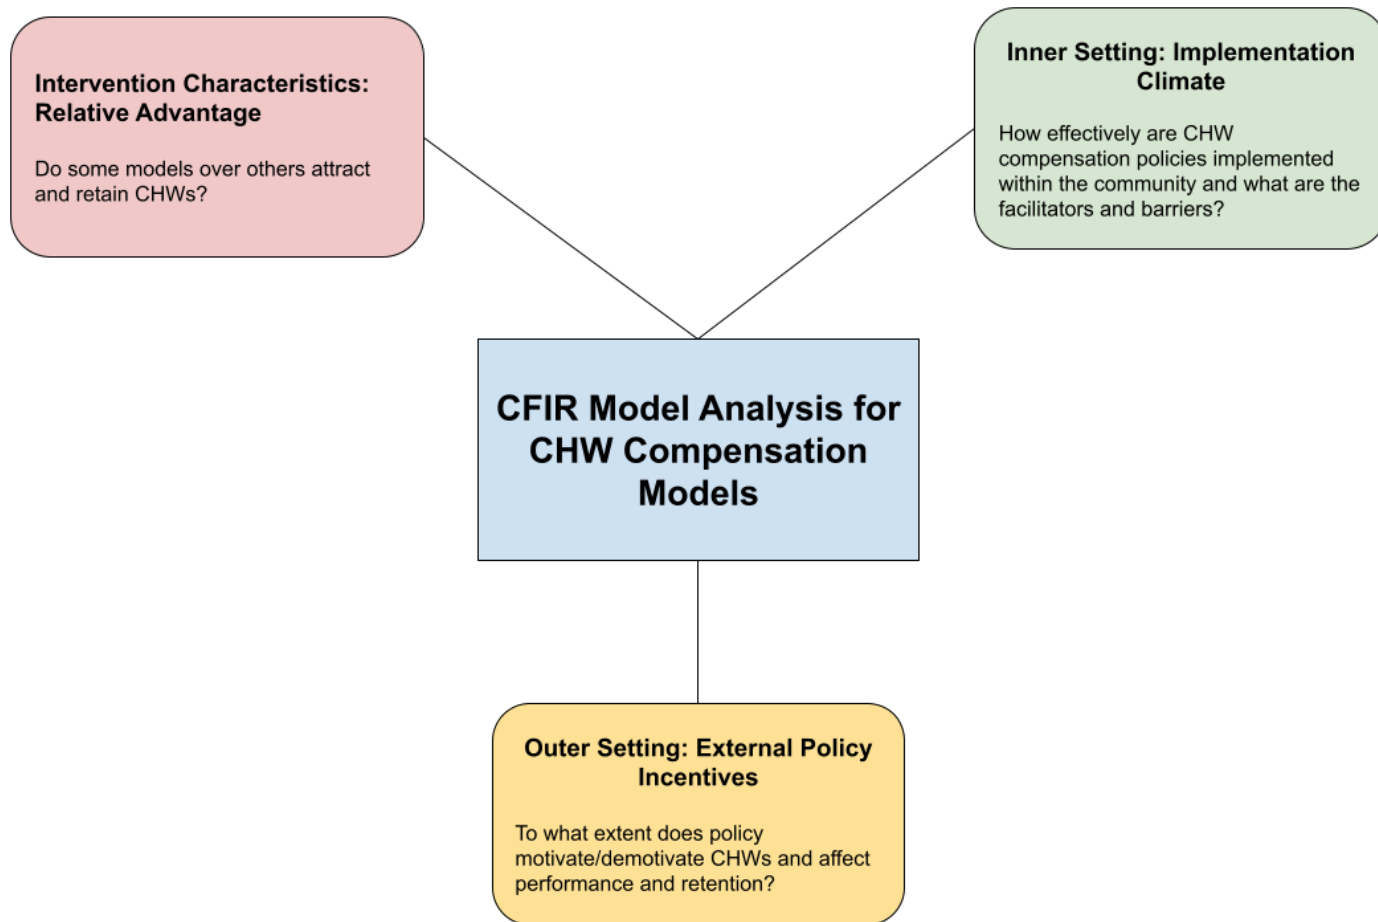 Intervention Characteristics:
Relative Advantage
Do some models over others attract
and retain CHWs?
Inner Setting: Implementation
Climate
How effectively are CHW
compensation policies implemented
within the community and what are the
facilitators and barriers?
CFIR Model Analysis for
CHW Compensation
Models
Outer Setting: External Policy
Incentives
To what extent does policy
motivate/demotivate CHWs and affect
performance and retention?